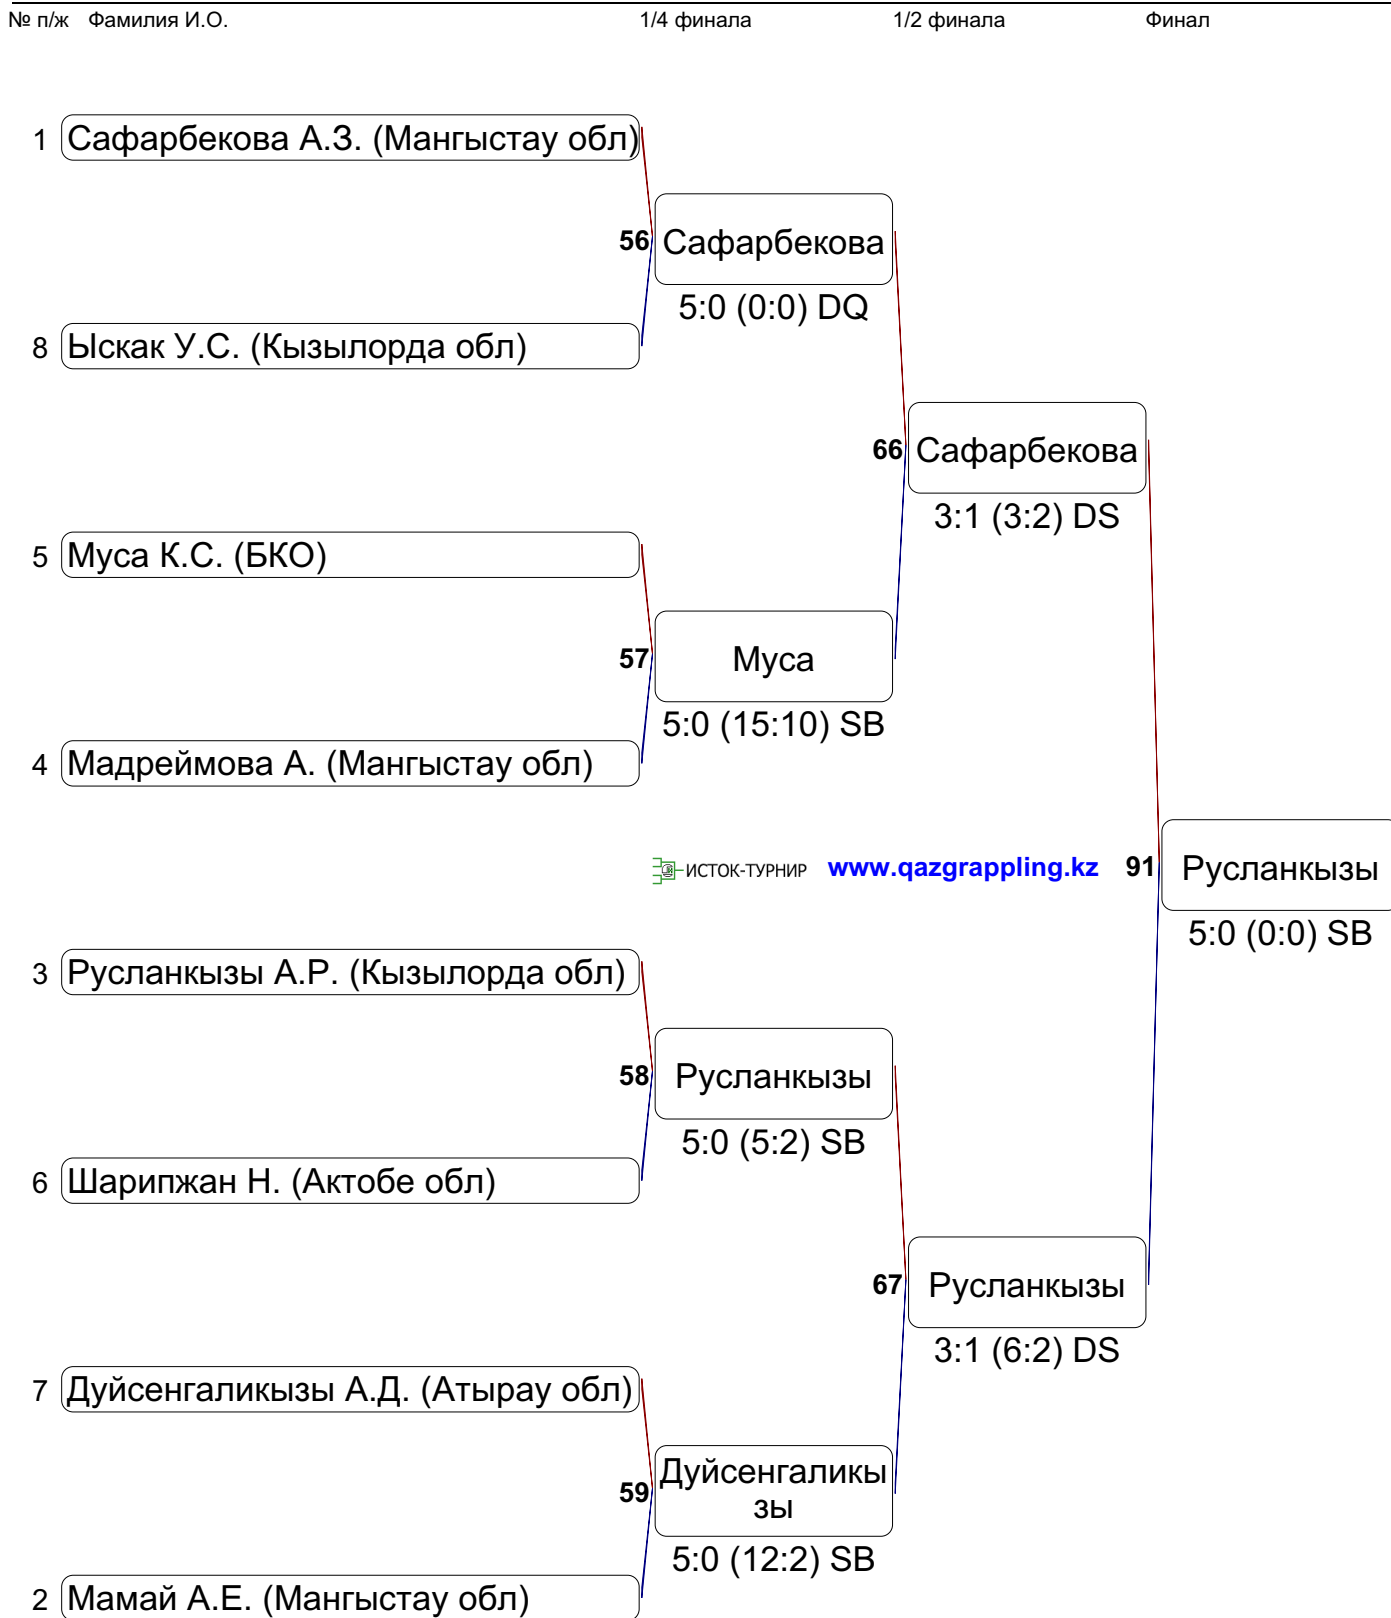 № п/ж Фамилия И.О. 1/4 финала 1/2 финала Финал
1 Сафарбекова А.З. (Мангыстау обл)
56 Сафарбекова
5:0 (0:0) DQ
8 Ыскак У.С. (Кызылорда обл)
66 Сафарбекова
3:1 (3:2) DS
5 Муса К.С. (БКО)
57 Муса
5:0 (15:10) SB
4 Мадреймова А. (Мангыстау обл)
ИСТОК-ТУРНИР www.qazgrappling.kz 91 Русланкызы
5:0 (0:0) SB
3 Русланкызы А.Р. (Кызылорда обл)
58 Русланкызы
5:0 (5:2) SB
6 Шарипжан Н. (Актобе обл)
67 Русланкызы
3:1 (6:2) DS
7 Дуйсенгаликызы А.Д. (Атырау обл)
59 Дуйсенгаликы
зы
5:0 (12:2) SB
2 Мамай А.Е. (Мангыстау обл)